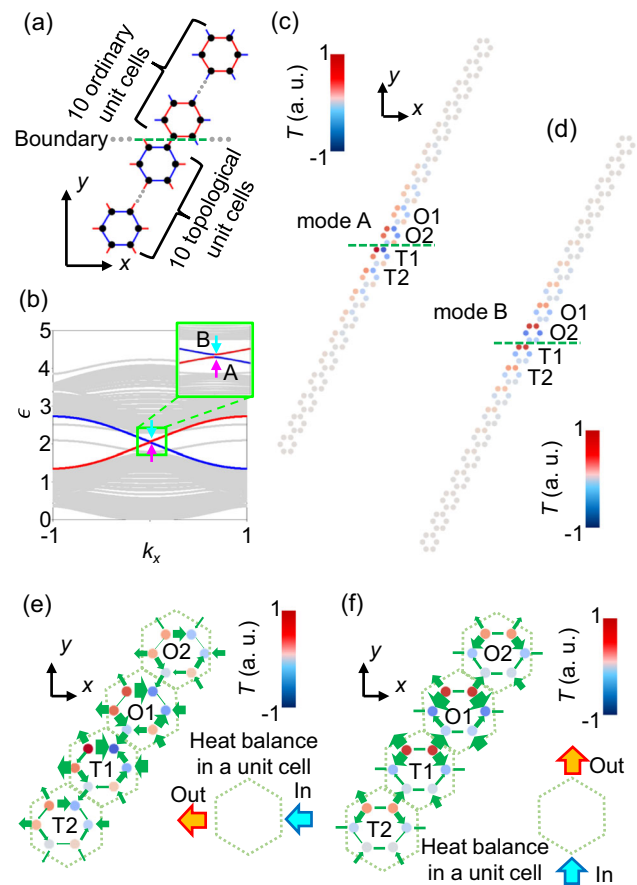 (a)
10 ordinary
unit cells
Boundary
10 topological
unit cells
y
x
(b)
5
4
ϵ
3
2
1
0
-1
0
1
kx
B
A
(c)
1
T (a. u.)
-1
y
x
mode A
O1
O2
T1
T2
(d)
mode B
O1
O2
T1
T2
1
T (a. u.)
-1
(e)
y
x
O2
O1
T1
T2
1
T (a. u.)
-1
Heat balance
in a unit cell
Out
In
(f)
y
x
O2
O1
T1
T2
1
T (a. u.)
-1
Out
Heat balance
in a unit cell
In